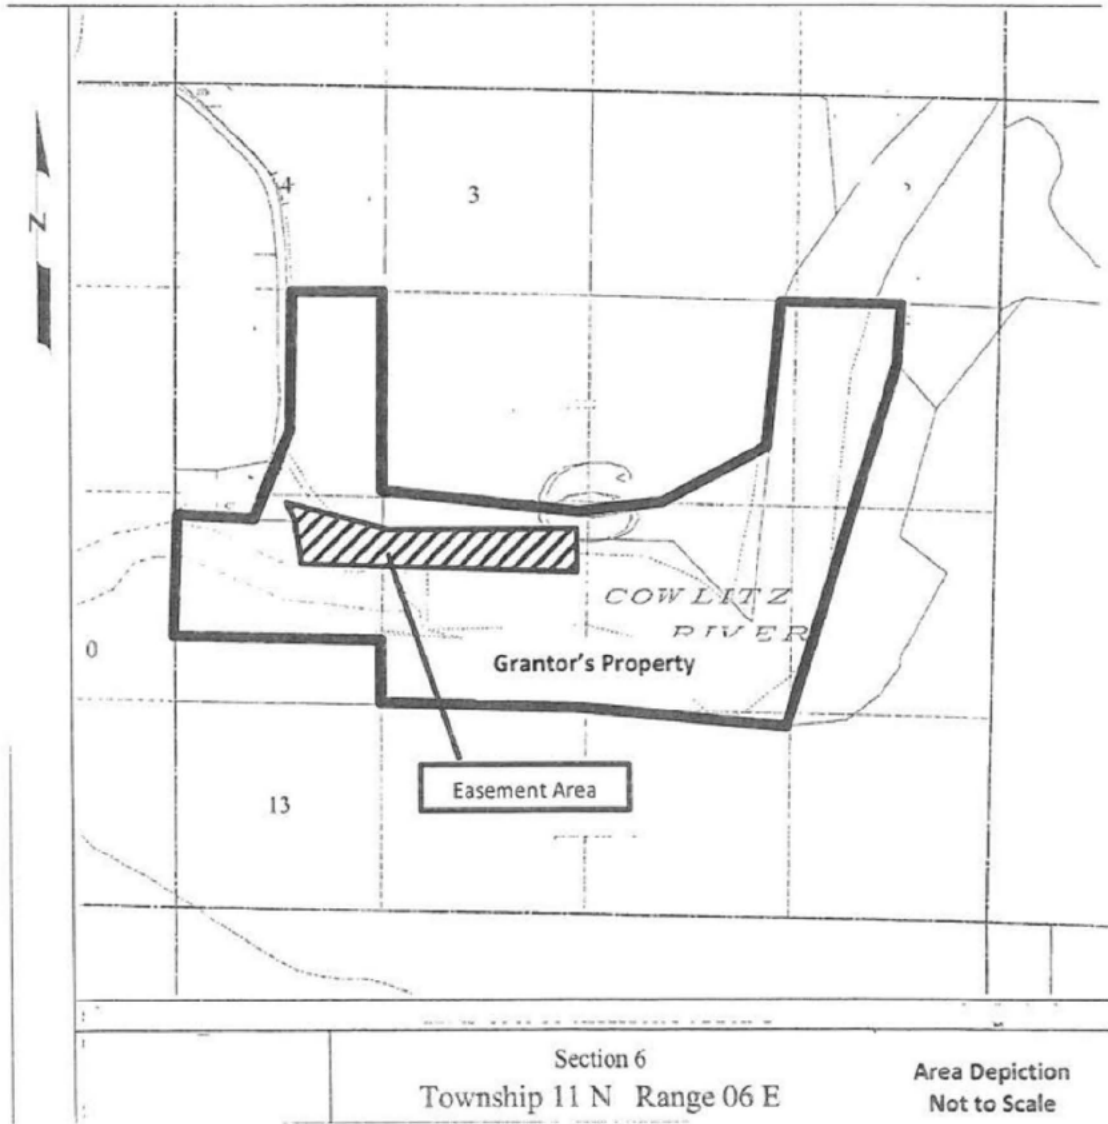 4
3
N
COWLITZ
RIVER
0
Grantor's Property
Easement Area
13
Section 6
Township 11 N Range 06 E
Area Depiction
Not to Scale